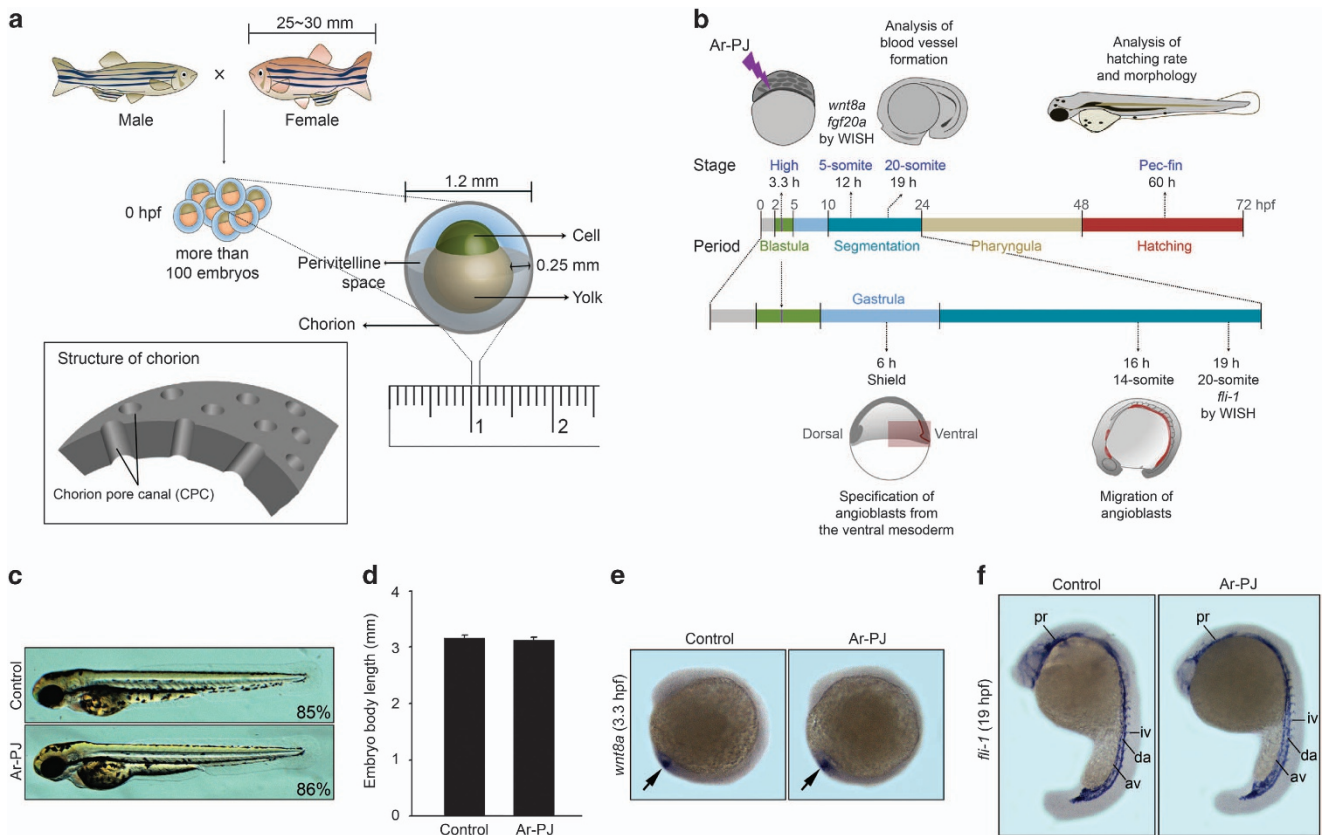 a
25~30 mm
×
Male
Female
0 hpf
more than
100 embryos
1.2 mm
Cell
Perivitelline
space
0.25 mm
Yolk
Chorion
Structure of chorion
Chorion pore canal (CPC)
1
2
b
Ar-PJ
wnt8a
fgf20a
by WISH
Analysis of
blood vessel
formation
Analysis of
hatching rate
and morphology
Stage
High
5-somite
20-somite
Pec-fin
3.3 h
12 h
19 h
60 h
0
2
5
10
24
48
72 hpf
Period
Blastula
Segmentation
Pharyngula
Hatching
Gastrula
6 h
Shield
16 h
14-somite
19 h
20-somite
fli-1
by WISH
Dorsal
Ventral
Specification of
angioblasts from
the ventral mesoderm
Migration of
angioblasts
c
Control
85%
Ar-PJ
86%
d
Embryo body length (mm)
4
3
2
1
0
Control
Ar-PJ
e
Control
Ar-PJ
wnt8a (3.3 hpf)
f
Control
Ar-PJ
fli-1 (19 hpf)
pr
iv
da
av
pr
iv
da
av